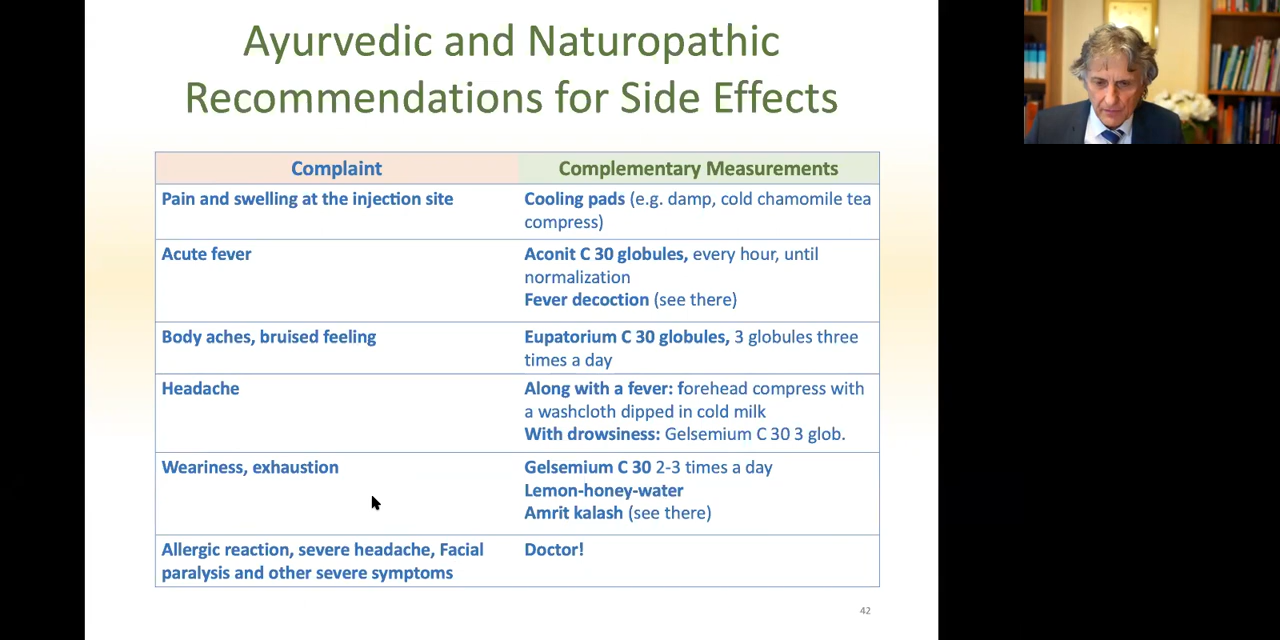 Ayurvedic and Naturopathic
Recommendations for Side Effects
Complaint
Complementary Measurements
Pain and swelling at the injection site
Cooling pads (e.g. damp, cold chamomile tea
compress)
Acute fever
Aconit C 30 globules, every hour, until
normalization
Fever decoction (see there)
Body aches, bruised feeling
Eupatorium C 30 globules, 3 globules three
times a day
Headache
Along with a fever: forehead compress with
a washcloth dipped in cold milk
With drowsiness: Gelsemium C 30 3 glob.
Weariness, exhaustion
Gelsemium C 30 2-3 times a day
Lemon-honey-water
Amrit kalash (see there)
Allergic reaction, severe headache, Facial
paralysis and other severe symptoms
Doctor!
42